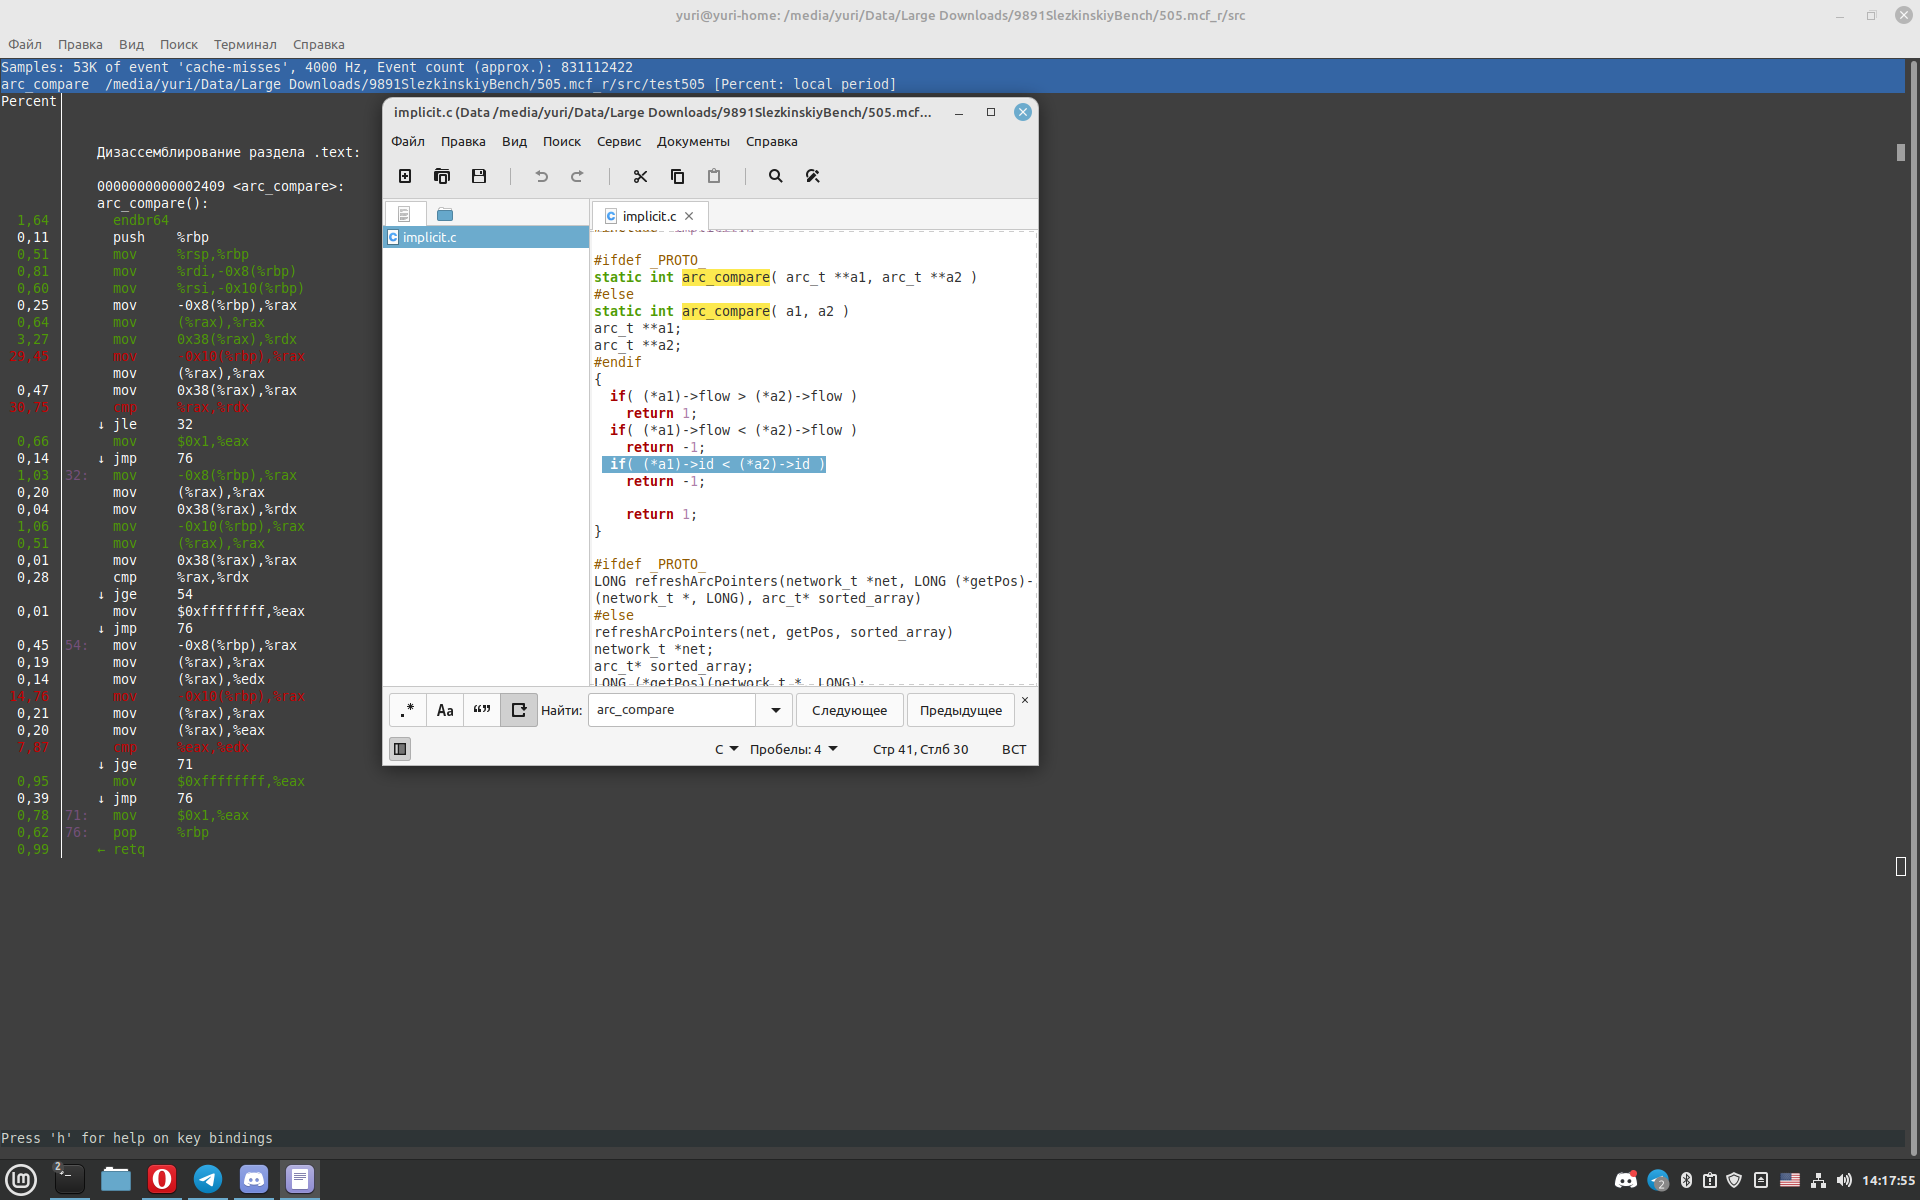 yuri@yuri-home: /media/yuri/Data/Large Downloads/9891SlezkinskiyBench/505.mcf_r/src
Файл Правка Вид Поиск Терминал Справка
Samples: 53K of event 'cache-misses', 4000 Hz, Event count (approx.): 831112422
arc_compare /media/yuri/Data/Large Downloads/9891SlezkinskiyBench/505.mcf_r/src/test505 [Percent: local period]
Percent
Дизассемблирование раздела .text:
0000000000002409 <arc_compare>:
arc_compare():
1,64 endbr64
0,11 push %rbp
0,51 mov %rsp,%rbp
0,81 mov %rdi,-0x8(%rbp)
0,60 mov %rsi,-0x10(%rbp)
0,25 mov -0x8(%rbp),%rax
0,64 mov (%rax),%rax
3,27 mov 0x38(%rax),%rdx
29,45 mov -0x10(%rbp),%rax
mov (%rax),%rax
0,47 mov 0x38(%rax),%rax
30,75 cmp %rax,%rdx
↓ jle 32
0,66 mov $0x1,%eax
0,14 ↓ jmp 76
1,03 32: mov -0x8(%rbp),%rax
0,20 mov (%rax),%rax
0,04 mov 0x38(%rax),%rdx
1,06 mov -0x10(%rbp),%rax
0,51 mov (%rax),%rax
0,01 mov 0x38(%rax),%rax
0,28 cmp %rax,%rdx
↓ jge 54
0,01 mov $0xffffffff,%eax
↓ jmp 76
0,45 54: mov -0x8(%rbp),%rax
0,19 mov (%rax),%rax
0,14 mov (%rax),%edx
14,76 mov -0x10(%rbp),%rax
0,21 mov (%rax),%rax
0,20 mov (%rax),%eax
7,87 cmp %eax,%edx
↓ jge 71
0,95 mov $0xffffffff,%eax
0,39 ↓ jmp 76
0,78 71: mov $0x1,%eax
0,62 76: pop %rbp
0,99 ← retq
implicit.c (Data /media/yuri/Data/Large Downloads/9891SlezkinskiyBench/505.mcf...
Файл Правка Вид Поиск Сервис Документы Справка
implicit.c
implicit.c
#ifdef _PROTO_
static int arc_compare( arc_t **a1, arc_t **a2 )
#else
static int arc_compare( a1, a2 )
arc_t **a1;
arc_t **a2;
#endif
{
if( (*a1)->flow > (*a2)->flow )
return 1;
if( (*a1)->flow < (*a2)->flow )
return -1;
if( (*a1)->id < (*a2)->id )
return -1;
return 1;
}
#ifdef _PROTO_
LONG refreshArcPointers(network_t *net, LONG (*getPos)-
(network_t *, LONG), arc_t* sorted_array)
#else
refreshArcPointers(net, getPos, sorted_array)
network_t *net;
arc_t* sorted_array;
LONG (*getPos)(network_t *, LONG);
.* Aa “” Найти: arc_compare Следующее Предыдущее
C Пробелы: 4 Стр 41, Стлб 30 ВСТ
Press 'h' for help on key bindings
2
2
14:17:55